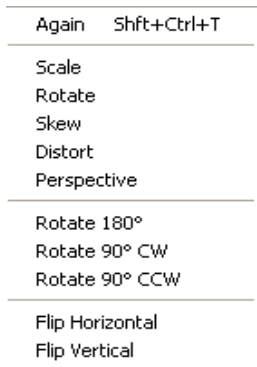 Again Shft+Ctrl+T
Scale
Rotate
Skew
Distort
Perspective
Rotate 180°
Rotate 90° CW
Rotate 90° CCW
Flip Horizontal
Flip Vertical